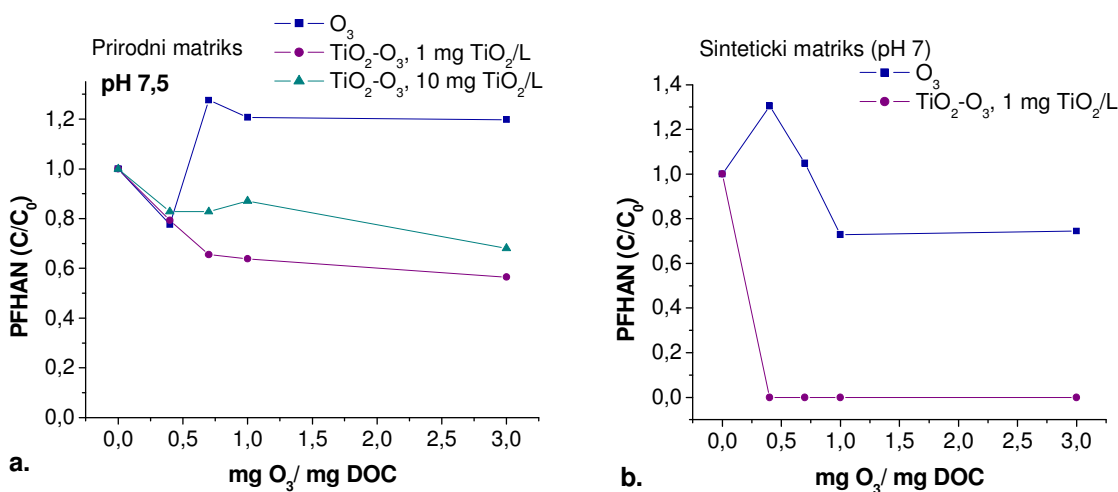 Prirodni matriks
pH 7,5
O3
TiO2-O3, 1 mg TiO2/L
TiO2-O3, 10 mg TiO2/L
PFHAN (C/C0)
1,2
1,0
0,8
0,6
0,4
0,2
0,0
0,0 0,5 1,0 1,5 2,0 2,5 3,0
mg O3/ mg DOC
a.
Sinteticki matriks (pH 7)
O3
TiO2-O3, 1 mg TiO2/L
PFHAN (C/C0)
1,4
1,2
1,0
0,8
0,6
0,4
0,2
0,0
0,0 0,5 1,0 1,5 2,0 2,5 3,0
mg O3/ mg DOC
b.